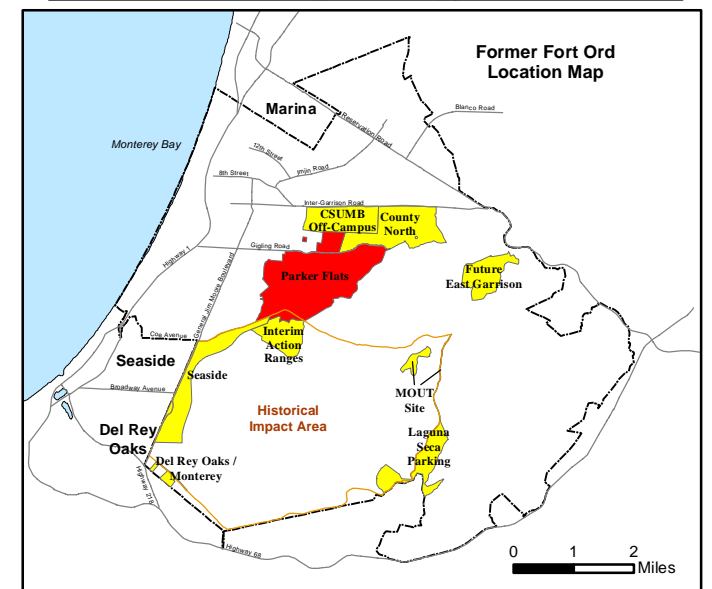 Former Fort Ord
Location Map
Marina
Blanco Road
Reservation Road
Monterey Bay
12th Street
Imjin Road
8th Street
Inter-Garrison Road
CSUMB
Off-Campus
County
North
Gigling Road
Highway 1
Parker Flats
Future
East Garrison
General Jim Moore Boulevard
Coe Avenue
Interim
Action
Ranges
Seaside
Seaside
Broadway Avenue
MOUT
Site
Historical
Impact Area
Del Rey
Oaks
Laguna
Seca
Parking
Del Rey Oaks /
Monterey
Highway 218
Highway 68
0 1 2
Miles